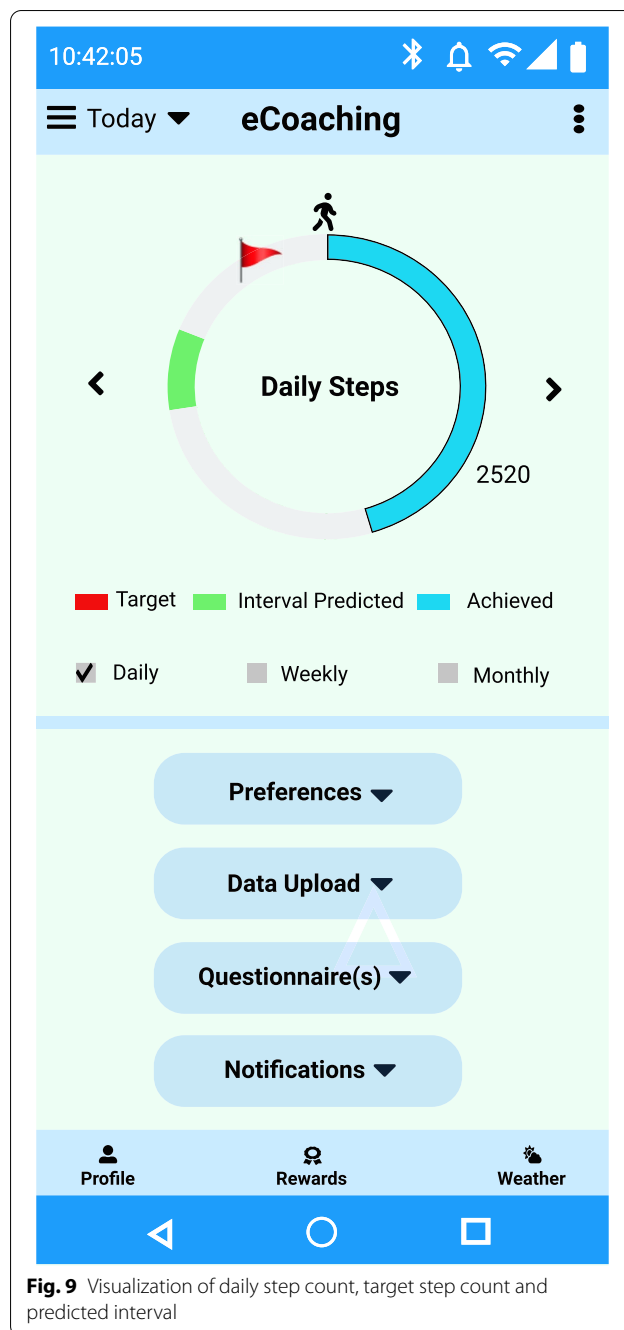 10:42:05
Today eCoaching
Daily Steps
2520
Target Interval Predicted Achieved
Daily Weekly Monthly
Preferences
Data Upload
Questionnaire(s)
Notifications
Profile Rewards Weather
Fig. 9 Visualization of daily step count, target step count and
predicted interval